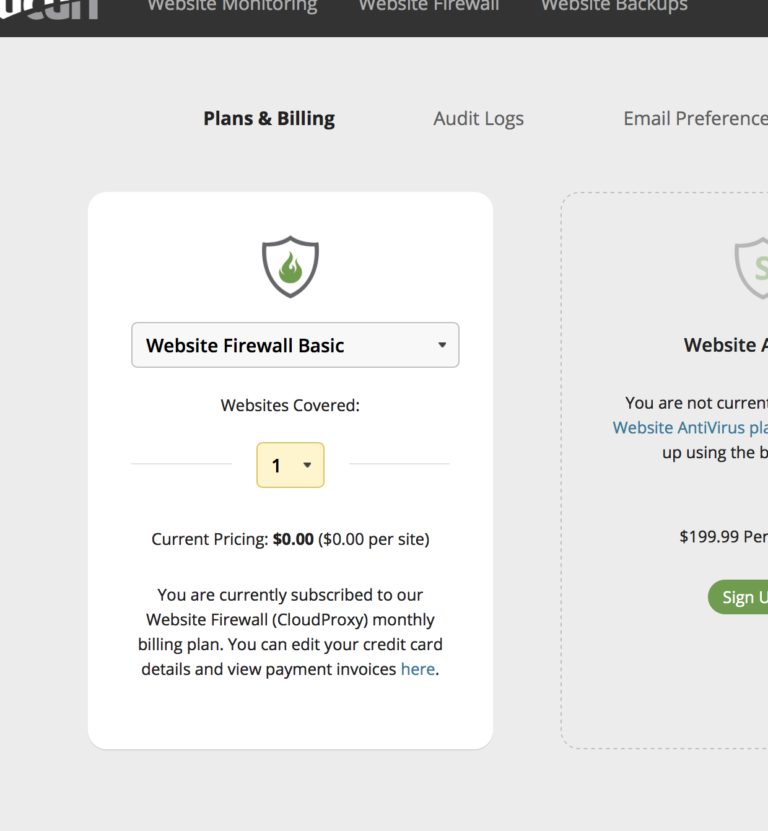 Website Monitoring Website Firewall Website Backups
Plans & Billing Audit Logs Email Preference
Website Firewall Basic
Websites Covered:
1
Current Pricing: $0.00 ($0.00 per site)
You are currently subscribed to our
Website Firewall (CloudProxy) monthly
billing plan. You can edit your credit card
details and view payment invoices here.
S
Website A
You are not current
Website AntiVirus pla
up using the b
$199.99 Per
Sign U